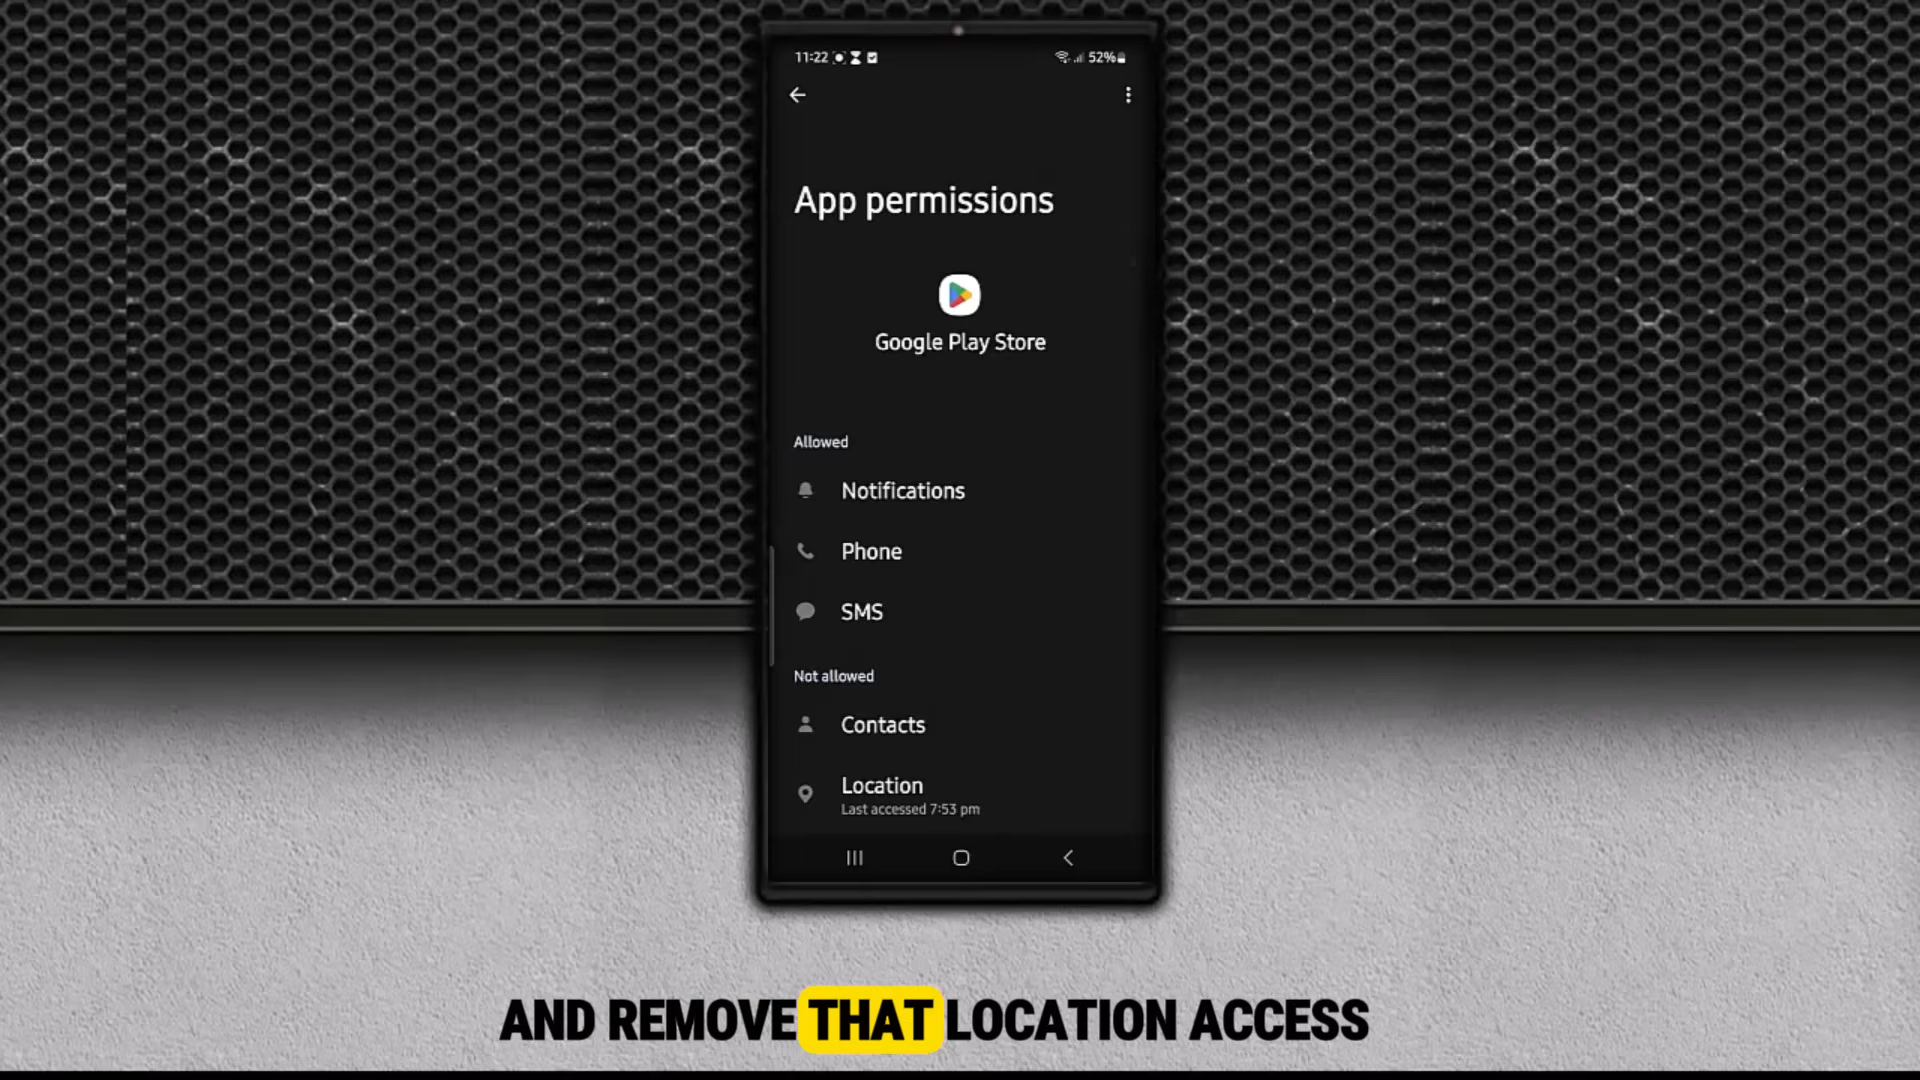 11:22
52%
App permissions
Google Play Store
Allowed
Notifications
Phone
SMS
Not allowed
Contacts
Location
Last accessed 7:53 pm
AND REMOVE THAT LOCATION ACCESS